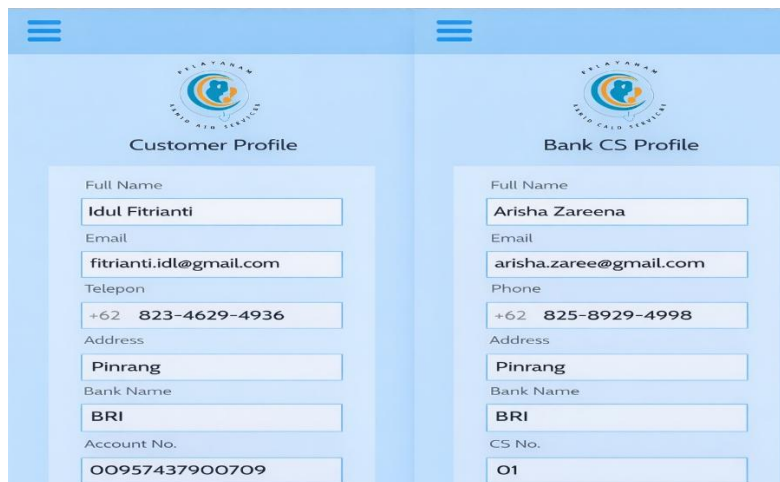 PELAYANAM
Customer Profile
Full Name
Idul Fitrianti
Email
fitrianti.idl@gmail.com
Telepon
+62 823-4629-4936
Address
Pinrang
Bank Name
BRI
Account No.
00957437900709
PELAYANAM
Bank CS Profile
Full Name
Arisha Zareena
Email
arisha.zaree@gmail.com
Phone
+62 825-8929-4998
Address
Pinrang
Bank Name
BRI
CS No.
01